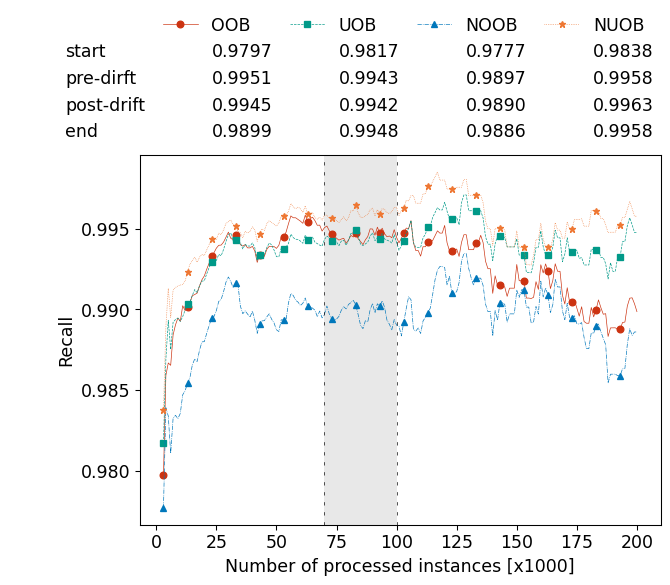 OOB UOB NOOB NUOB
start 0.9797 0.9817 0.9777 0.9838
pre-dirft 0.9951 0.9943 0.9897 0.9958
post-drift 0.9945 0.9942 0.9890 0.9963
end 0.9899 0.9948 0.9886 0.9958
0.995
0.990
0.985
0.980
Recall
0 25 50 75 100 125 150 175 200
Number of processed instances [x1000]